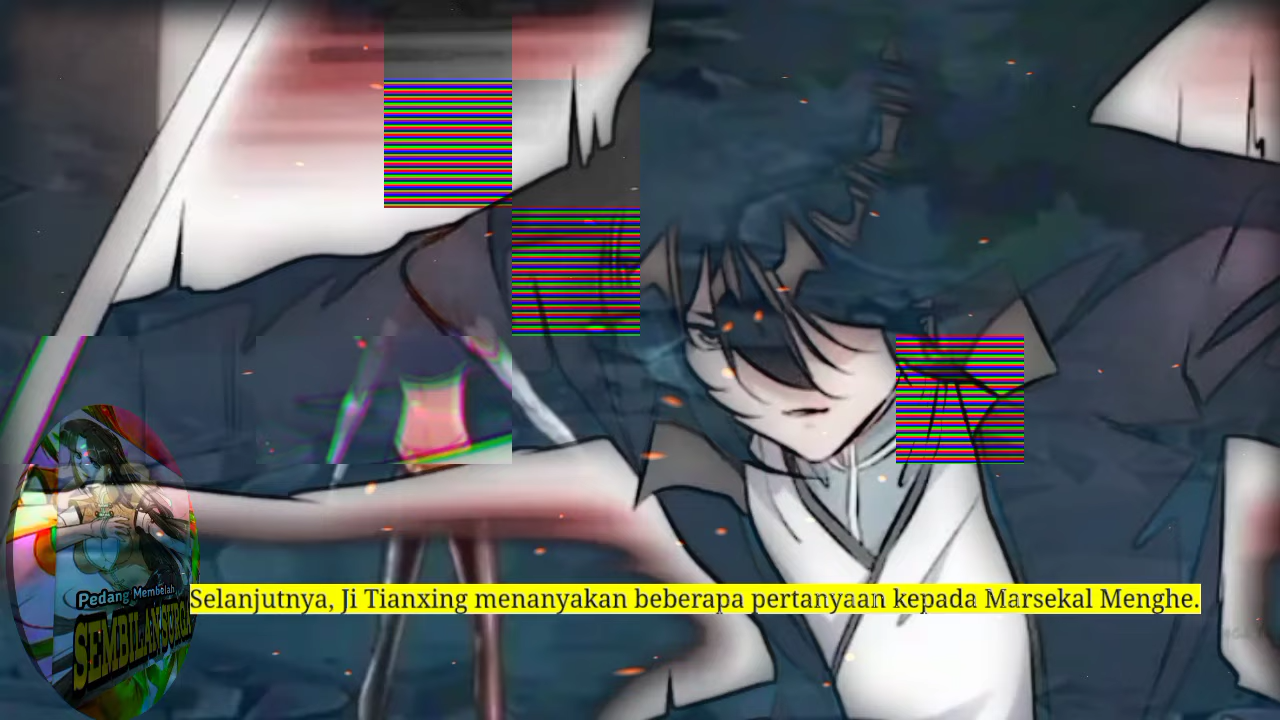 Pedang Membelah
SEMBILAN SURGA
Selanjutnya, Ji Tianxing menanyakan beberapa pertanyaan kepada Marsekal Menghe.